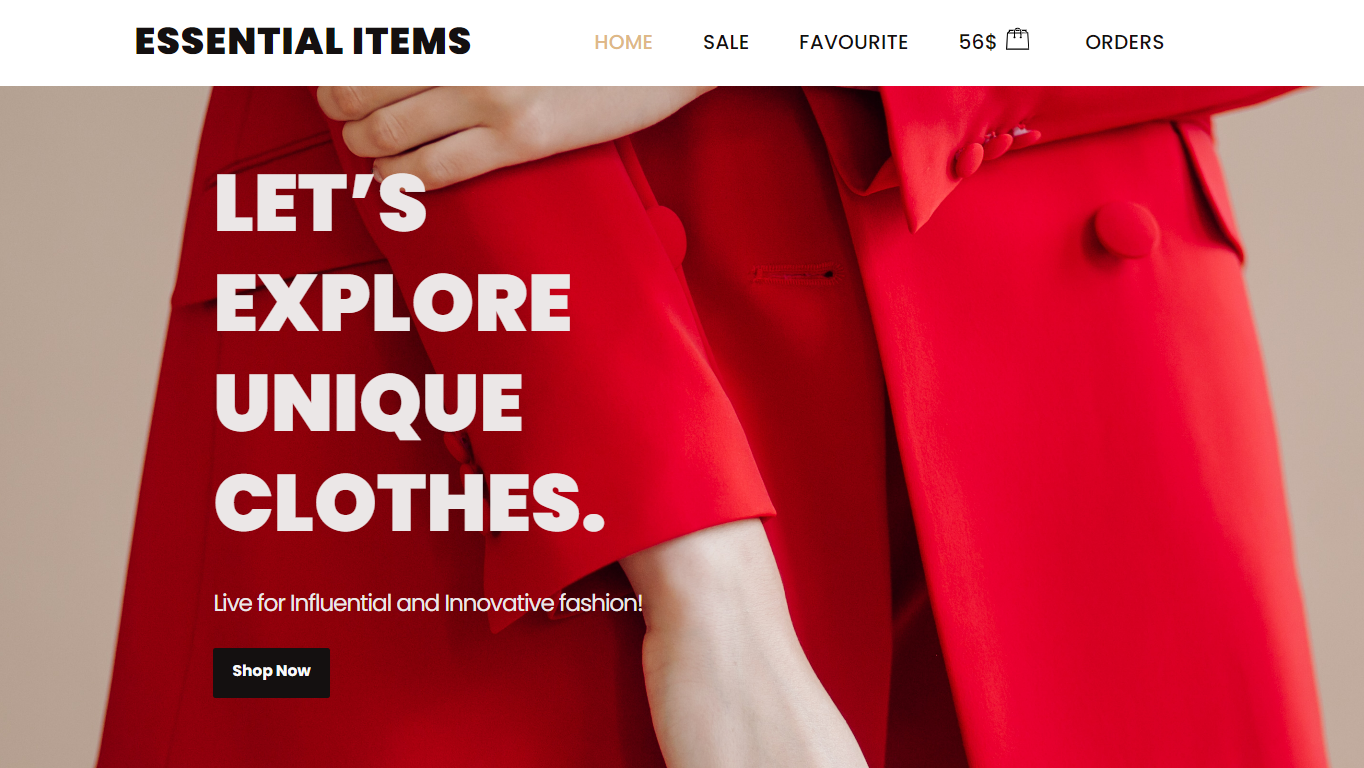 ESSENTIAL ITEMS
HOME SALE FAVOURITE 56$ ORDERS
LET’S
EXPLORE
UNIQUE
CLOTHES.
Live for Influential and Innovative fashion!
Shop Now